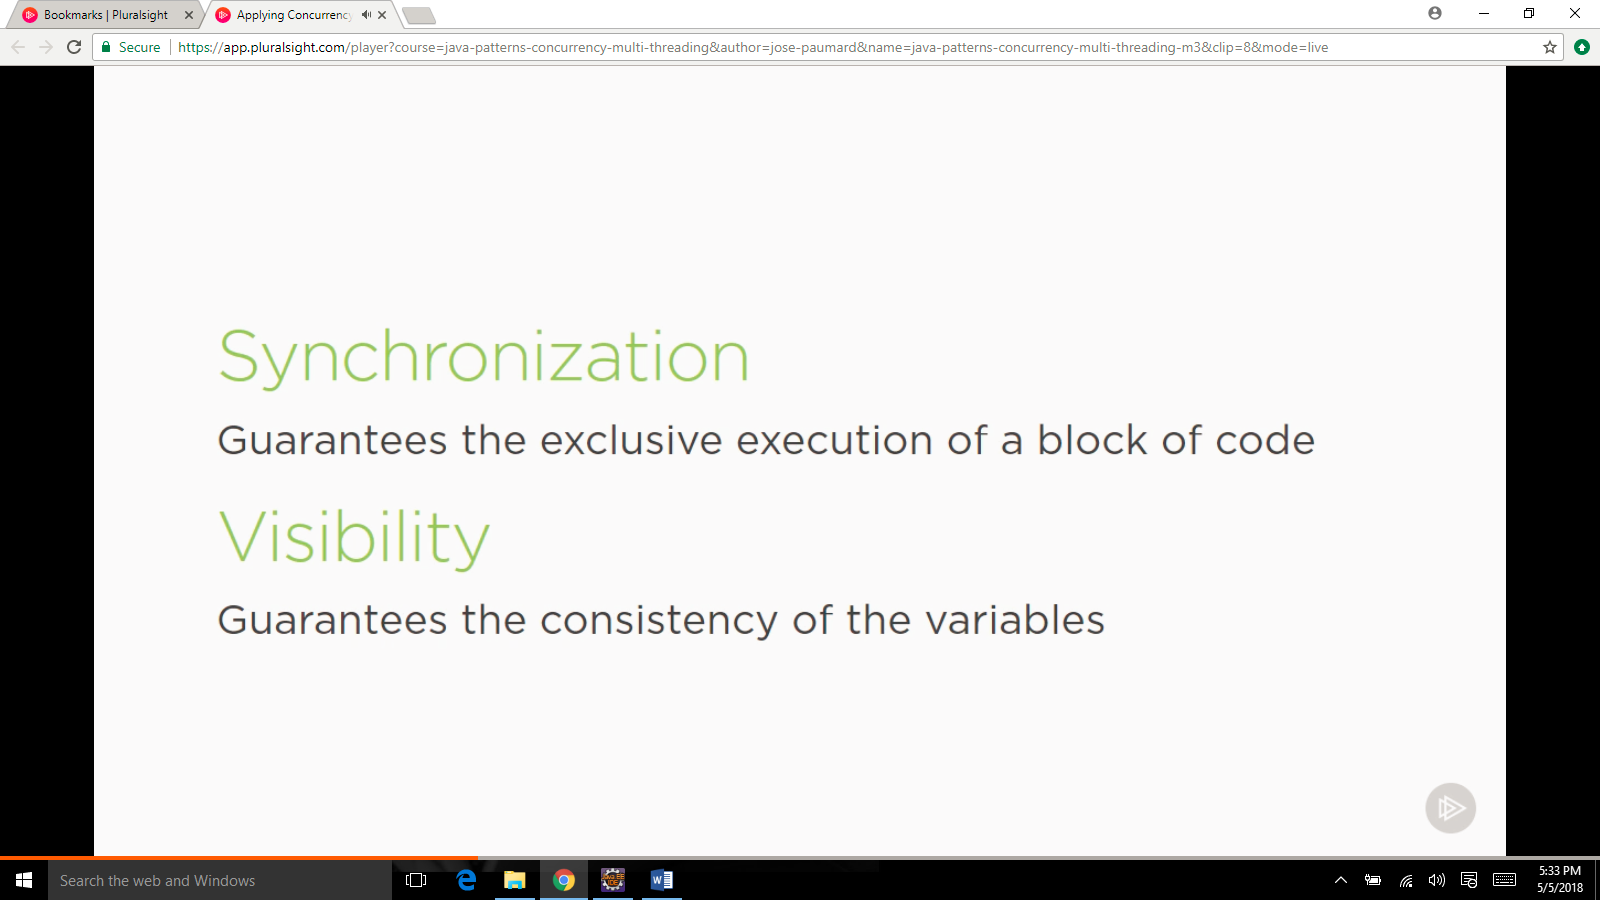 Bookmarks | Pluralsight
Applying Concurrency
Secure
https://app.pluralsight.com/player?course=java-patterns-concurrency-multi-threading&author=jose-paumard&name=java-patterns-concurrency-multi-threading-m3&clip=8&mode=live
Synchronization
Guarantees the exclusive execution of a block of code
Visibility
Guarantees the consistency of the variables
Search the web and Windows
5:33 PM
5/5/2018